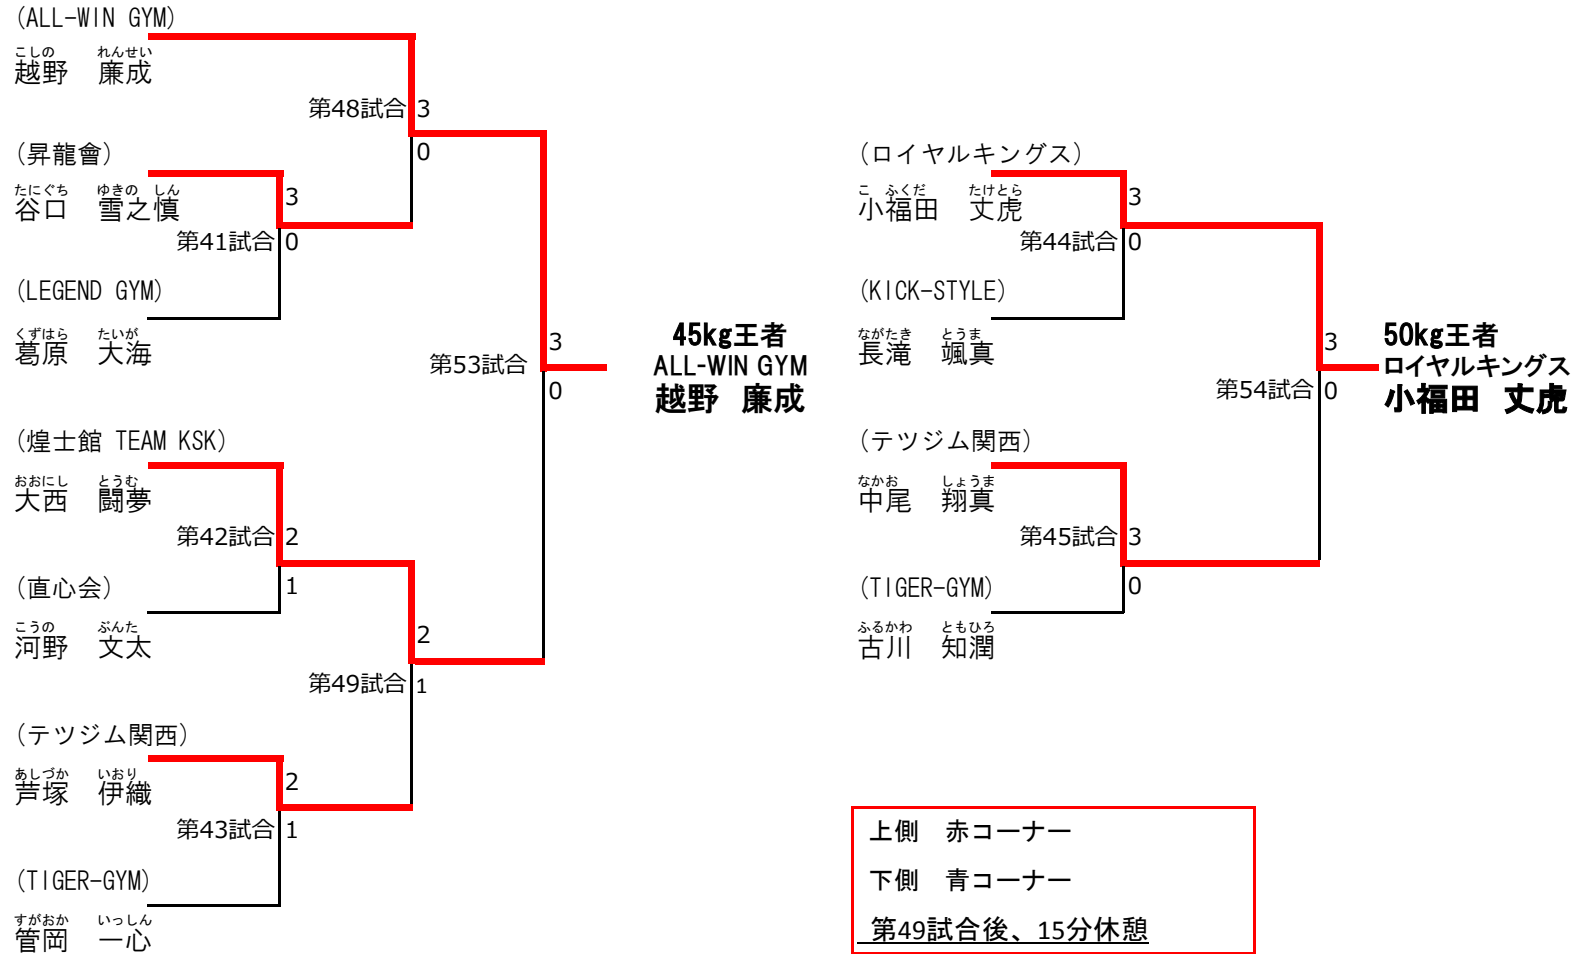 (ALL-WIN GYM)
こしの れんせい
越野 廉成
第48試合 3
0
(昇龍會)
たにぐち ゆきの しん
谷口 雪之慎
3
第41試合 0
(LEGEND GYM)
くずはら たいが
葛原 大海
第53試合
3
0
45kg王者
ALL-WIN GYM
越野 廉成
(煌士館 TEAM KSK)
おおにし とうむ
大西 闘夢
第42試合 2
1
(直心会)
こうの ぶんた
河野 文太
2
第49試合 1
(テツジム関西)
あしづか いおり
芦塚 伊織
2
第43試合 1
(TIGER-GYM)
すがおか いっしん
管岡 一心
(ロイヤルキングス)
こ ふくだ たけとら
小福田 丈虎
3
第44試合 0
(KICK-STYLE)
ながたき とうま
長滝 颯真
3
第54試合 0
50kg王者
ロイヤルキングス
小福田 丈虎
(テツジム関西)
なかお しょうま
中尾 翔真
第45試合 3
0
(TIGER-GYM)
ふるかわ ともひろ
古川 知潤
上側 赤コーナー
下側 青コーナー
第49試合後、15分休憩